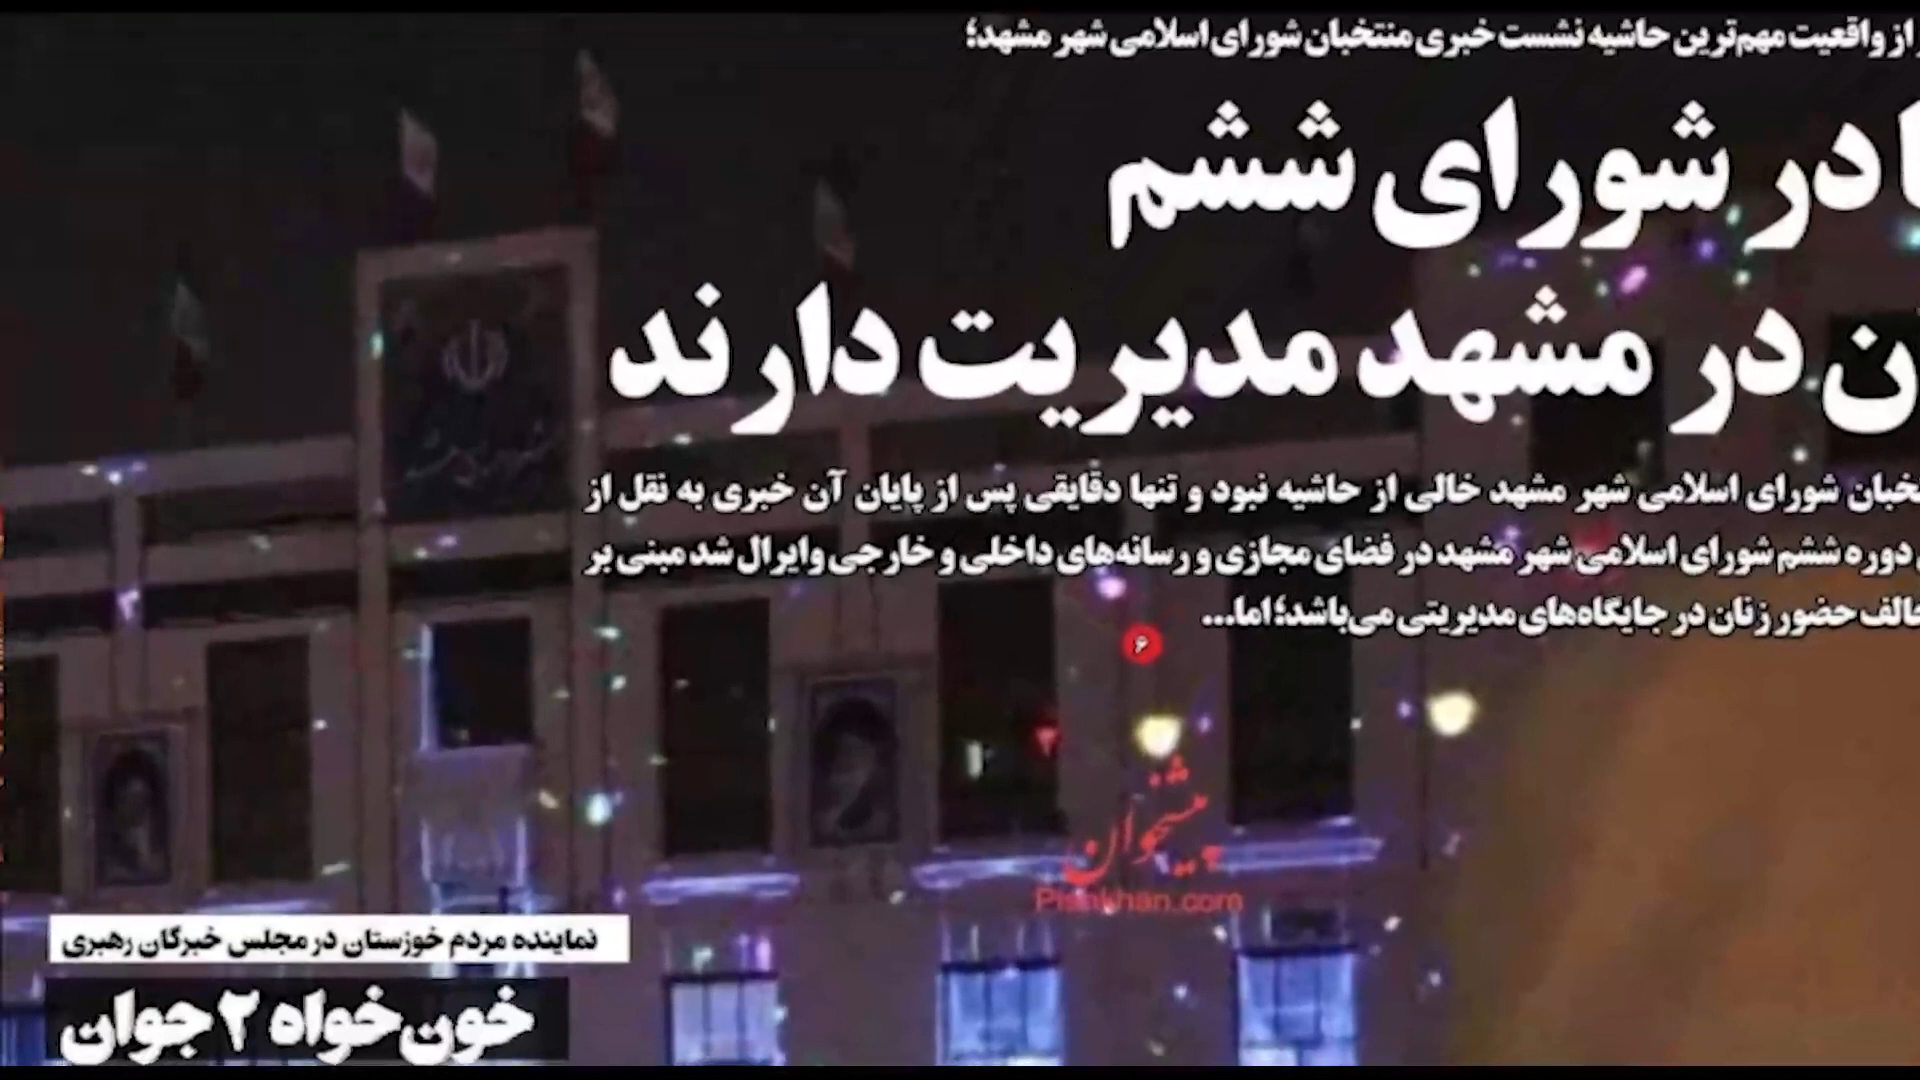 از واقعیت مهم‌ترین حاشیه نشست خبری منتخبان شورای اسلامی شهر مشهد؛
در شورای ششم
در مشهد مدیریت دارند
شورای اسلامی شهر مشهد خالی از حاشیه نبود و تنها دقایقی پس از پایان آن خبری به نقل از
دوره ششم شورای اسلامی شهر مشهد در فضای مجازی و رسانه‌های داخلی و خارجی وایرال شد مبنی بر
حضور زنان در جایگاه‌های مدیریتی می‌باشد؛ اما...
۶
پیشخوان
Pishkhan.com
نماینده مردم خوزستان در مجلس خبرگان رهبری
خون‌خواه ۲ جوان